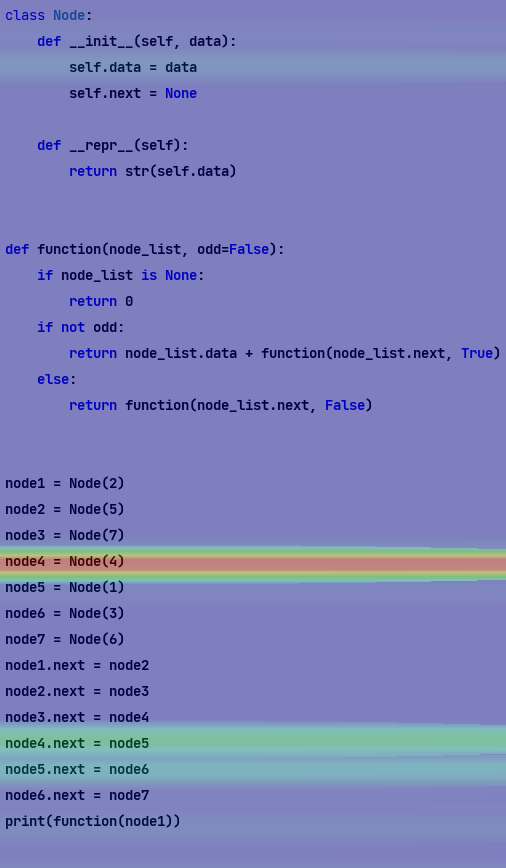 class Node:
    def __init__(self, data):
        self.data = data
        self.next = None

    def __repr__(self):
        return str(self.data)


def function(node_list, odd=False):
    if node_list is None:
        return 0
    if not odd:
        return node_list.data + function(node_list.next, True)
    else:
        return function(node_list.next, False)


node1 = Node(2)
node2 = Node(5)
node3 = Node(7)
node4 = Node(4)
node5 = Node(1)
node6 = Node(3)
node7 = Node(6)
node1.next = node2
node2.next = node3
node3.next = node4
node4.next = node5
node5.next = node6
node6.next = node7
print(function(node1))